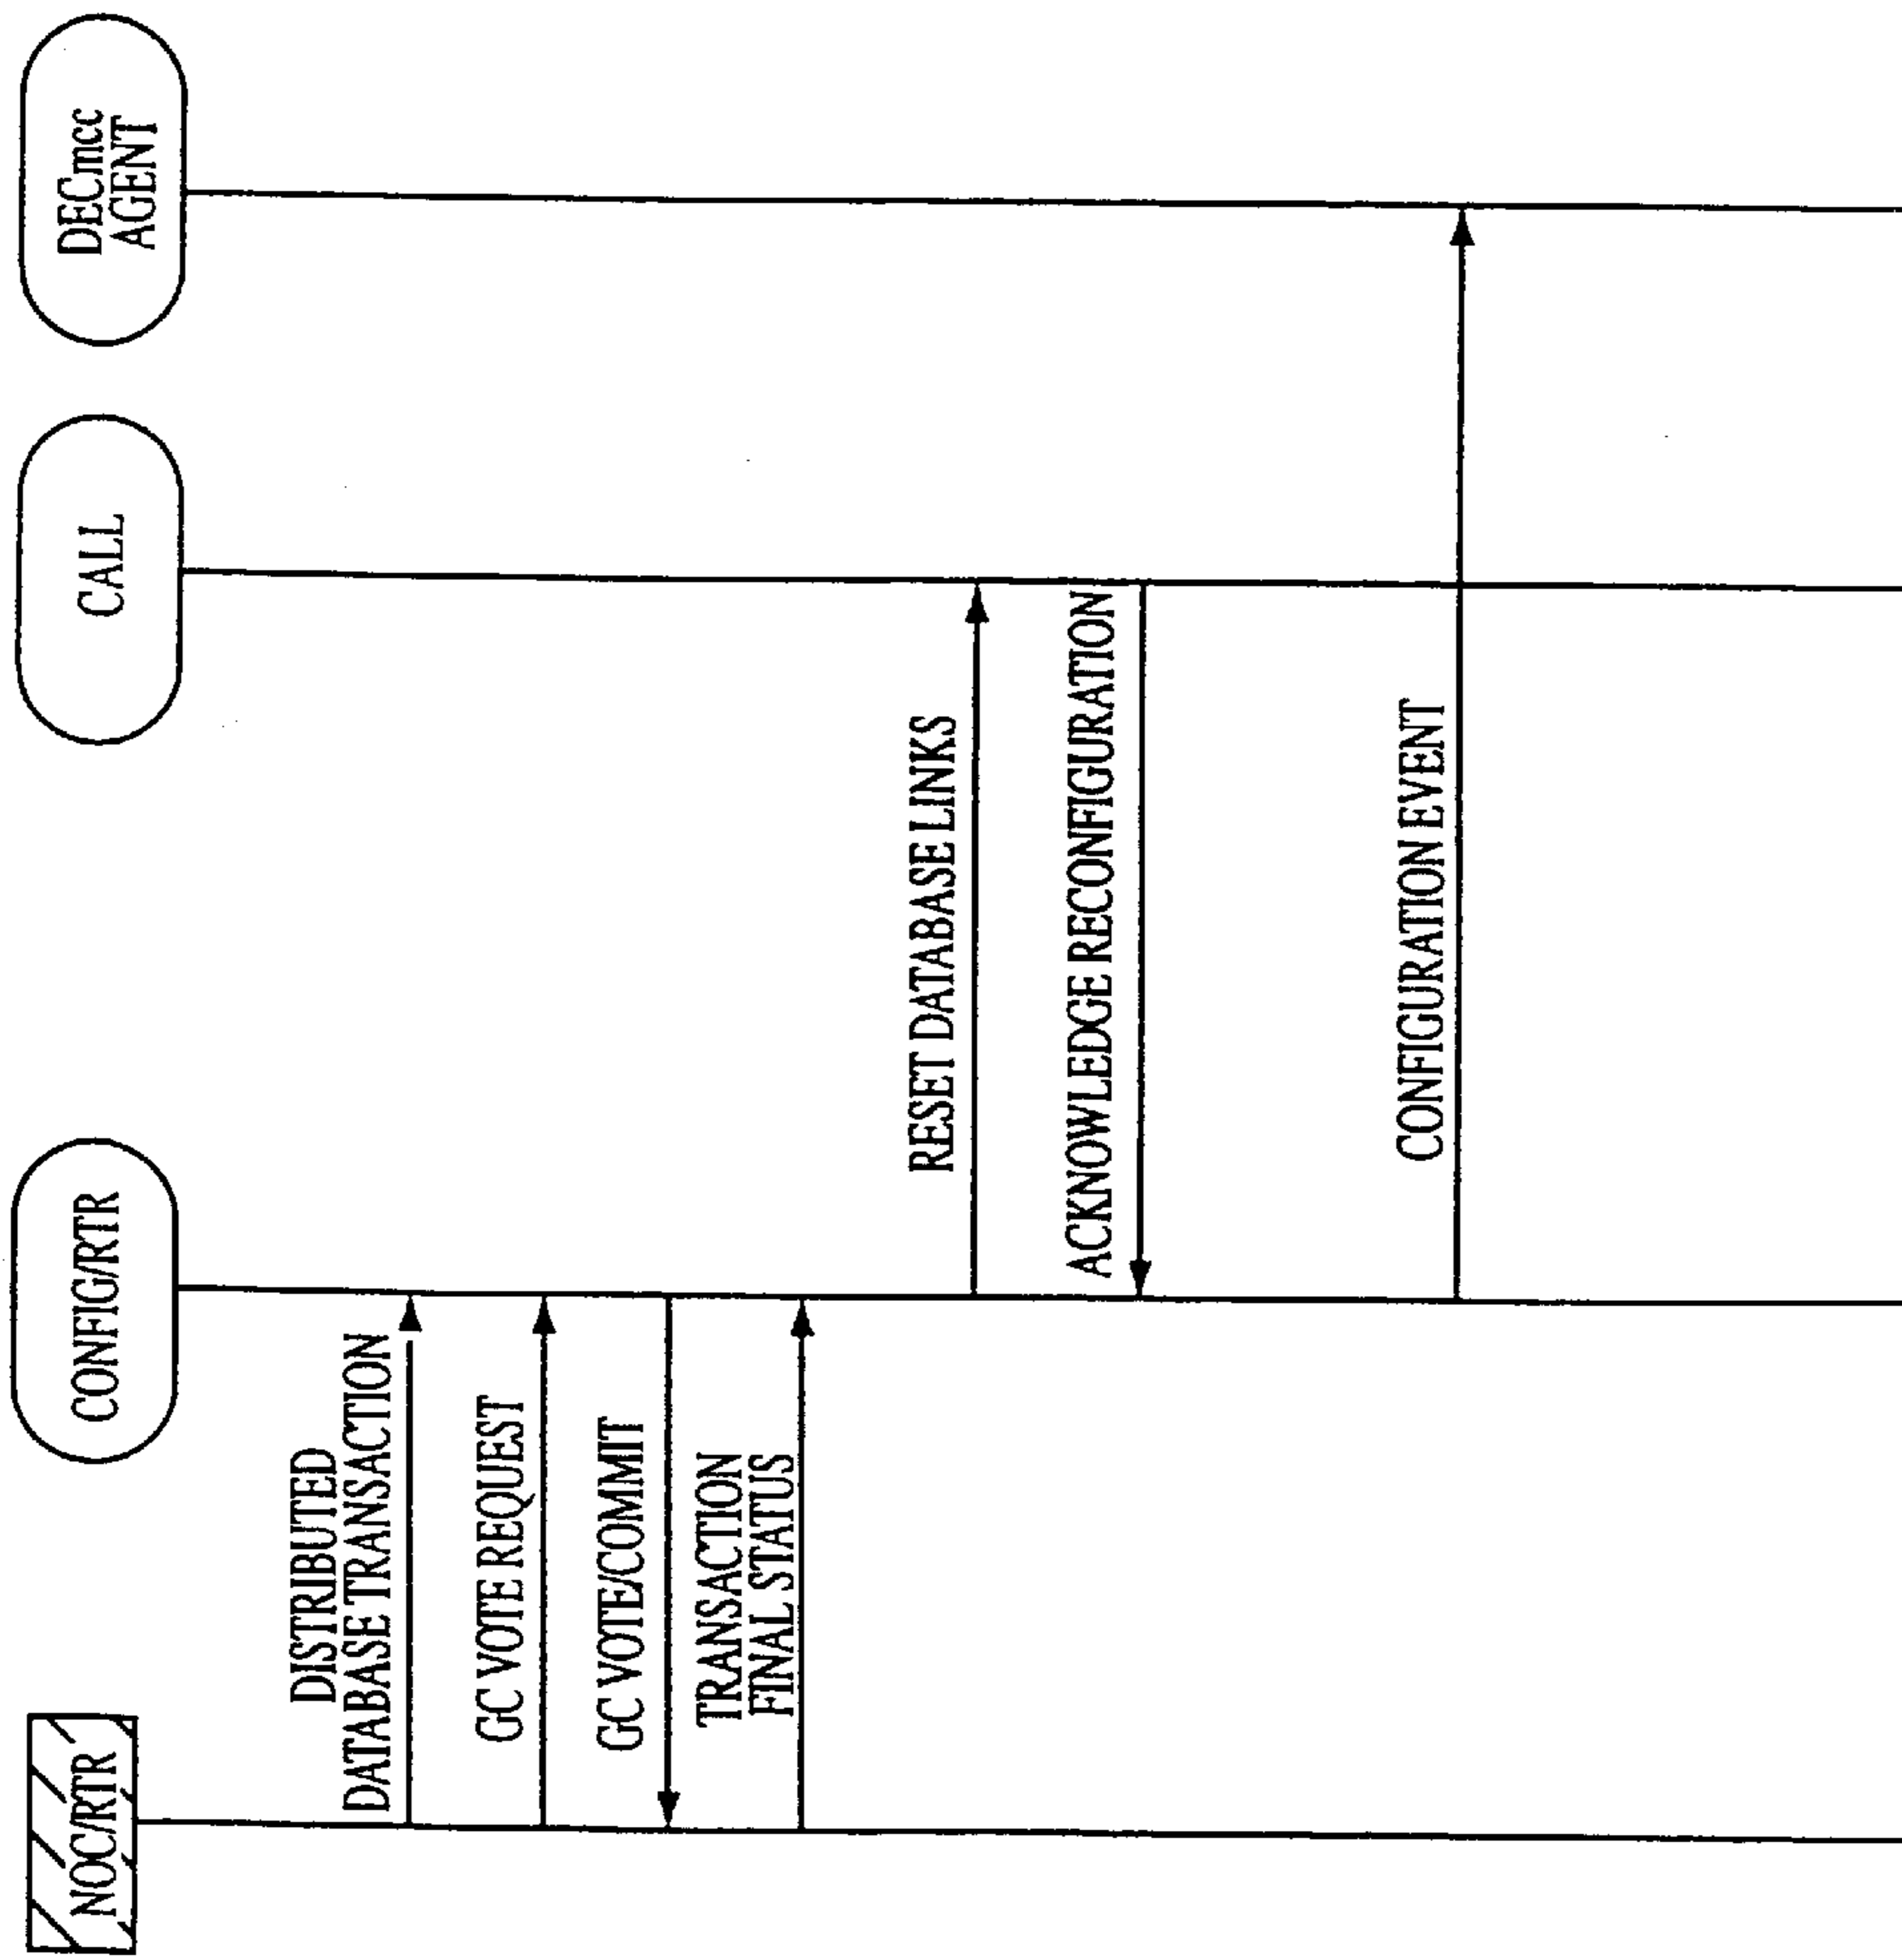 NOC/RTR
CONFIG/RTR
CALL
DECmcc
AGENT
DISTRIBUTED
DATABASE TRANSACTION
GC VOTE REQUEST
GC VOTE/COMMIT
TRANSACTION
FINAL STATUS
RESET DATABASE LINKS
ACKNOWLEDGE RECONFIGURATION
CONFIGURATION EVENT